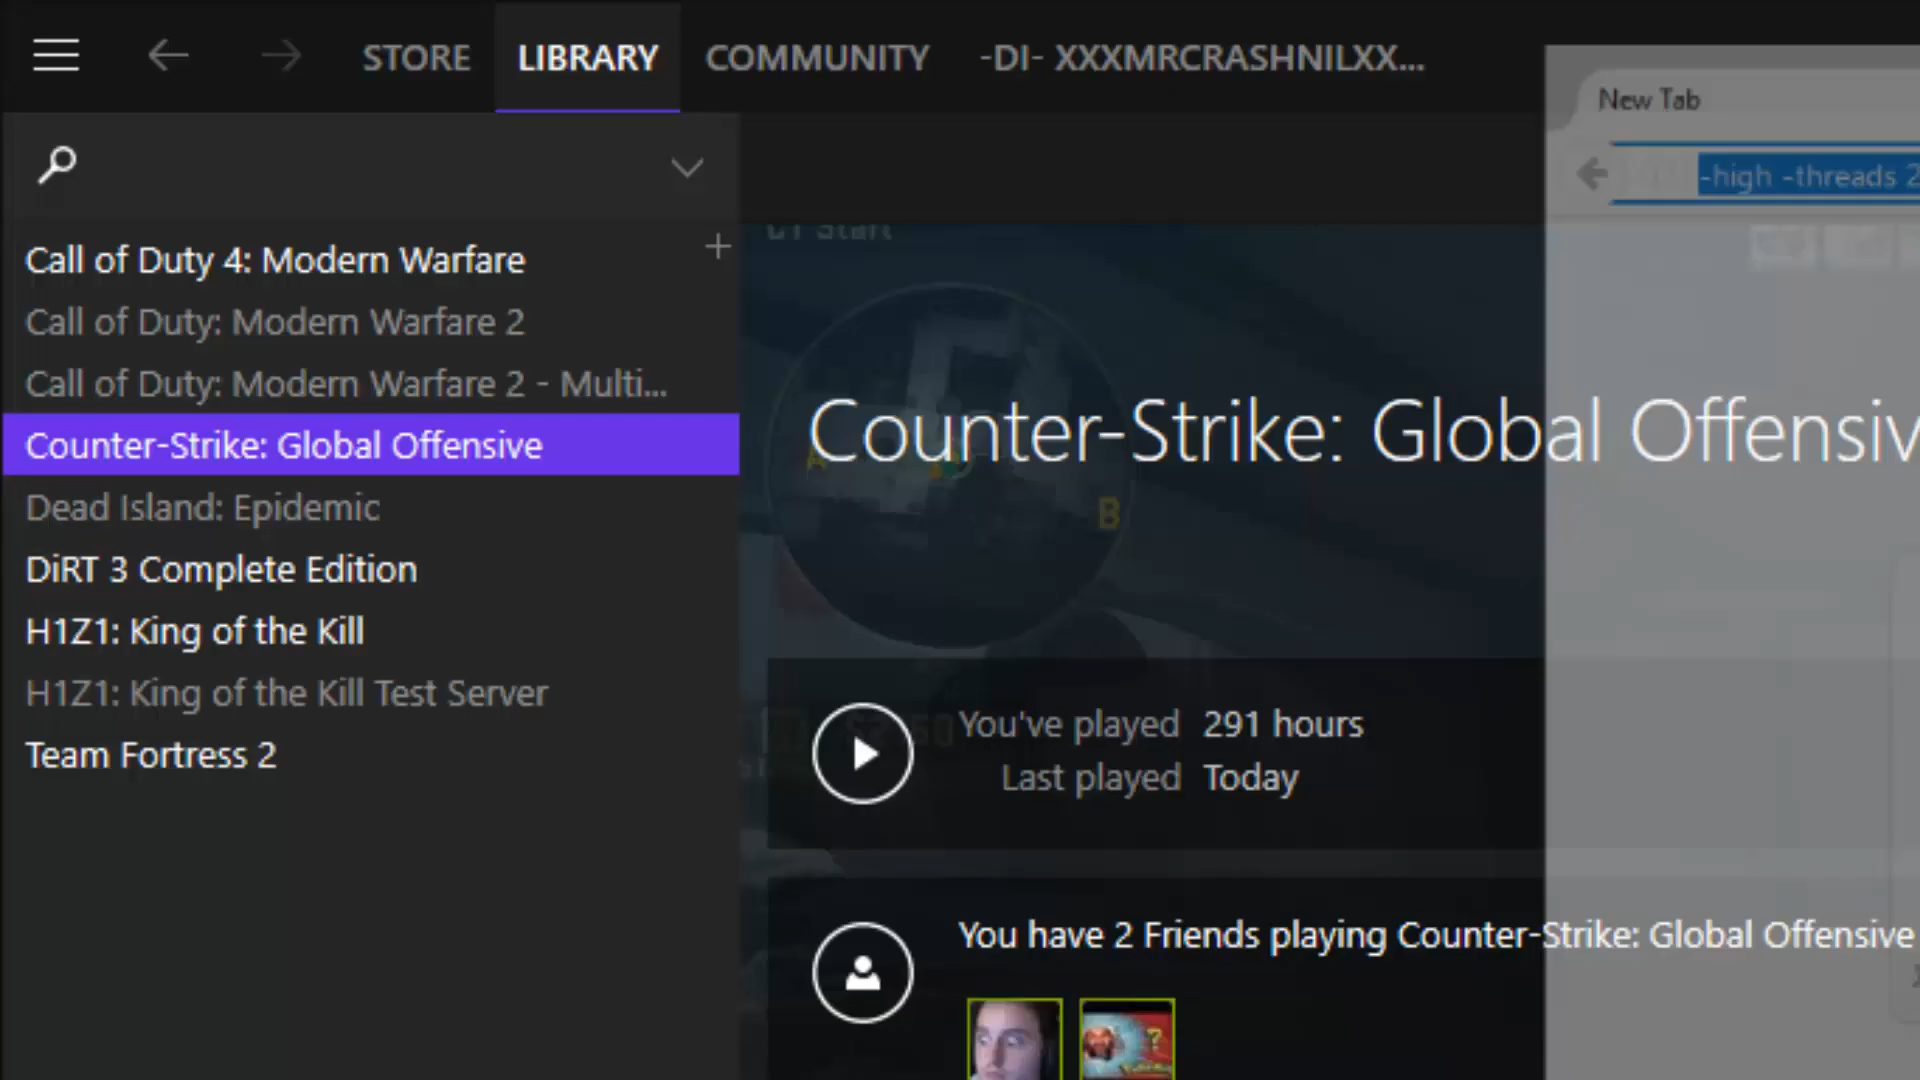 STORE LIBRARY COMMUNITY -DI- XXXMRCRASHNILXX...
New Tab
-high -threads 2
CT Start
Call of Duty 4: Modern Warfare
Call of Duty: Modern Warfare 2
Call of Duty: Modern Warfare 2 - Multi...
Counter-Strike: Global Offensive
Dead Island: Epidemic
DiRT 3 Complete Edition
H1Z1: King of the Kill
H1Z1: King of the Kill Test Server
Team Fortress 2
Counter-Strike: Global Offensiv
A
B
You've played 291 hours
Last played Today
You have 2 Friends playing Counter-Strike: Global Offensive
?